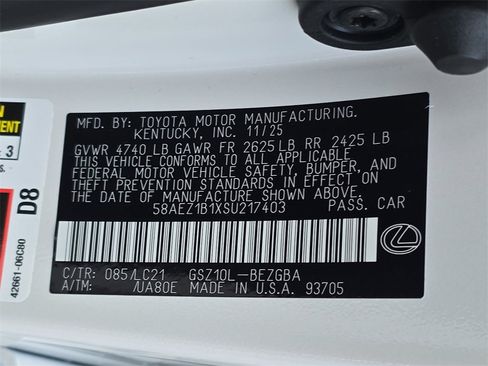 MFD. BY: TOYOTA MOTOR MANUFACTURING.
KENTUCKY, INC. 11/25
GVWR 4740 LB GAWR FR 2625 LB RR 2425 LB
THIS VEHICLE CONFORMS TO ALL APPLICABLE
FEDERAL MOTOR VEHICLE SAFETY, BUMPER, AND
THEFT PREVENTION STANDARDS IN EFFECT ON
THE DATE OF MANUFACTURE SHOWN ABOVE.
58AEZ1B1XSU217403 PASS. CAR
C/TR: 085/LC21 GSZ10L-BEZGBA
A/TM: /UA80E MADE IN U.S.A. 93705
3
D8
42661-06C80